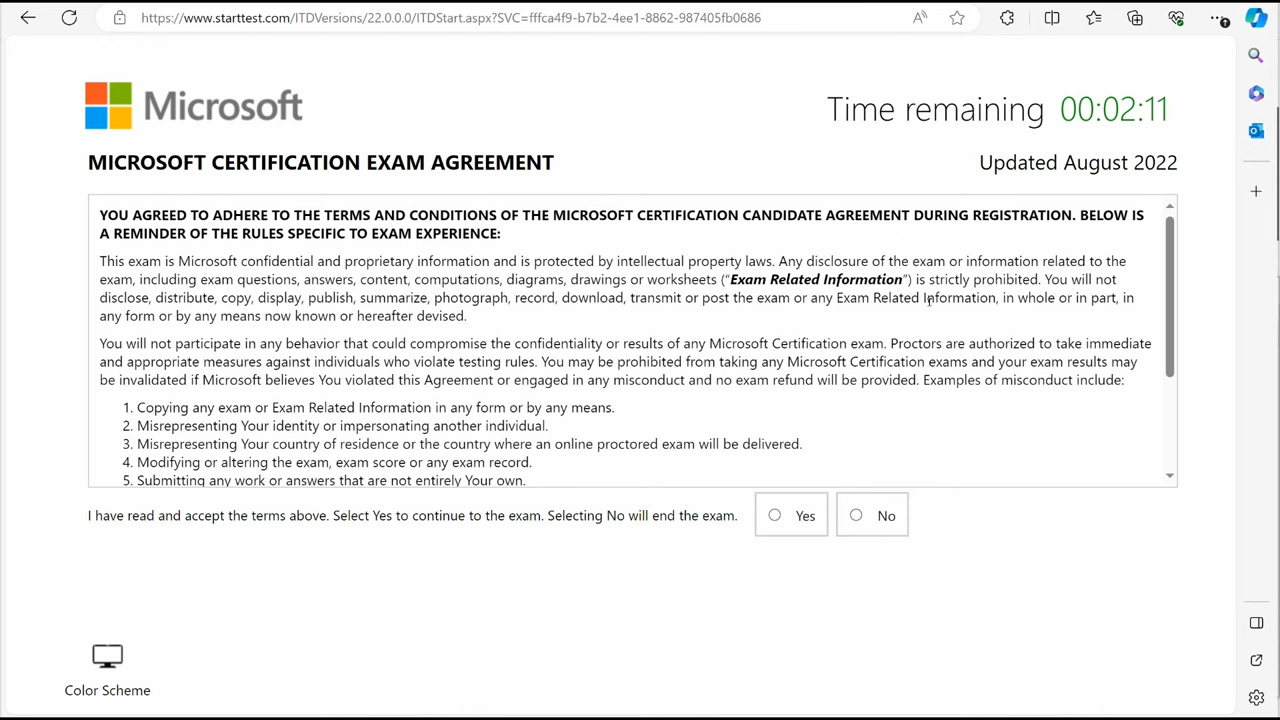 https://www.starttest.com/ITDVersions/22.0.0.0/ITDStart.aspx?SVC=fffca4f9-b7b2-4ee1-8862-987405fb0686
Microsoft
Time remaining 00:02:11
MICROSOFT CERTIFICATION EXAM AGREEMENT
Updated August 2022
YOU AGREED TO ADHERE TO THE TERMS AND CONDITIONS OF THE MICROSOFT CERTIFICATION CANDIDATE AGREEMENT DURING REGISTRATION. BELOW IS
A REMINDER OF THE RULES SPECIFIC TO EXAM EXPERIENCE:
This exam is Microsoft confidential and proprietary information and is protected by intellectual property laws. Any disclosure of the exam or information related to the
exam, including exam questions, answers, content, computations, diagrams, drawings or worksheets (“Exam Related Information”) is strictly prohibited. You will not
disclose, distribute, copy, display, publish, summarize, photograph, record, download, transmit or post the exam or any Exam Related Information, in whole or in part, in
any form or by any means now known or hereafter devised.
You will not participate in any behavior that could compromise the confidentiality or results of any Microsoft Certification exam. Proctors are authorized to take immediate
and appropriate measures against individuals who violate testing rules. You may be prohibited from taking any Microsoft Certification exams and your exam results may
be invalidated if Microsoft believes You violated this Agreement or engaged in any misconduct and no exam refund will be provided. Examples of misconduct include:
1. Copying any exam or Exam Related Information in any form or by any means.
2. Misrepresenting Your identity or impersonating another individual.
3. Misrepresenting Your country of residence or the country where an online proctored exam will be delivered.
4. Modifying or altering the exam, exam score or any exam record.
5. Submitting any work or answers that are not entirely Your own.
I have read and accept the terms above. Select Yes to continue to the exam. Selecting No will end the exam.
Yes
No
Color Scheme